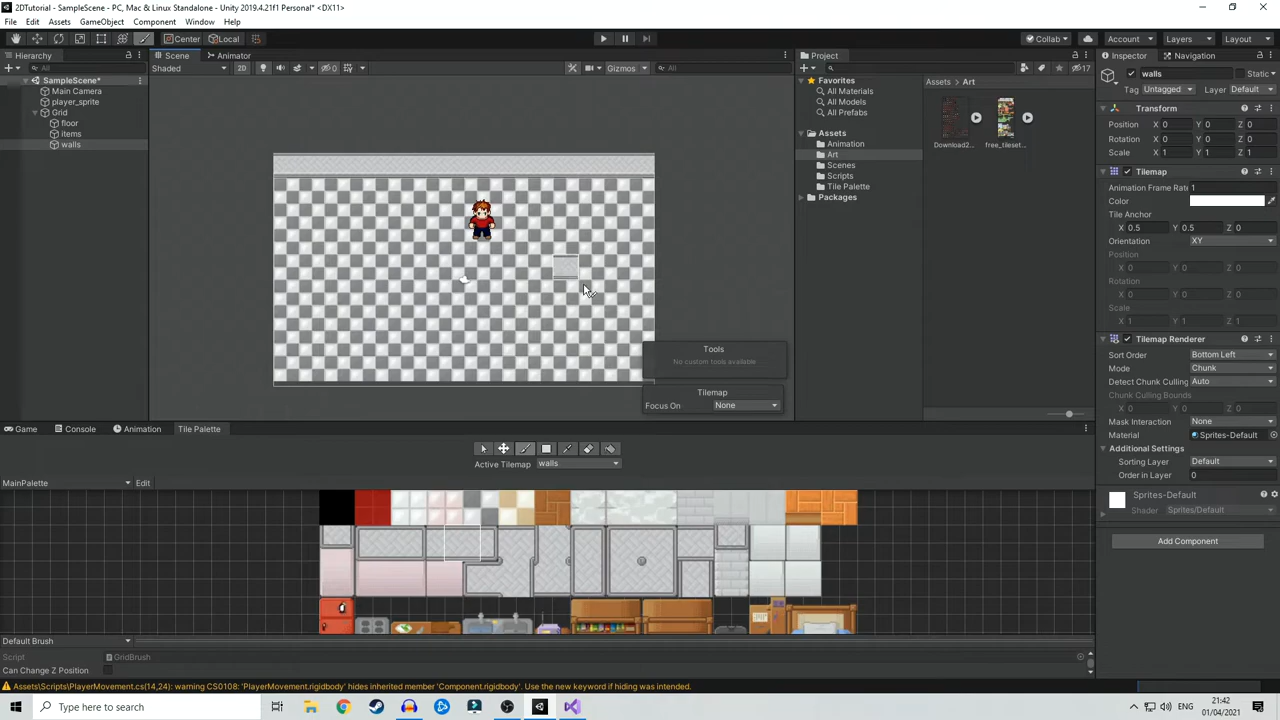 2DTutorial - SampleScene - PC, Mac & Linux Standalone - Unity 2019.4.21f1 Personal* <DX11>
File Edit Assets GameObject Component Window Help
Center Local Collab Account Layers Layout
Hierarchy Scene Animator Project Inspector Navigation
All
Shaded 2D 0 Gizmos All 17
SampleScene*
Main Camera
player_sprite
Grid
floor
items
walls
Favorites
All Materials
All Models
All Prefabs
Assets
Animation
Art
Scenes
Scripts
Tile Palette
Packages
Assets > Art
Download2...
free_tileset...
walls Static
Tag Untagged Layer Default
Transform
Position X 0 Y 0 Z 0
Rotation X 0 Y 0 Z 0
Scale X 1 Y 1 Z 1
Tilemap
Animation Frame Rate 1
Color
Tile Anchor
X 0.5 Y 0.5 Z 0
Orientation XY
Position
X 0 Y 0 Z 0
Rotation
X 0 Y 0 Z 0
Scale
X 1 Y 1 Z 1
Tilemap Renderer
Sort Order Bottom Left
Mode Chunk
Detect Chunk Culling Auto
Chunk Culling Bounds
X 0 Y 0 Z 0
Mask Interaction None
Material Sprites-Default
Additional Settings
Sorting Layer Default
Order in Layer 0
Sprites-Default
Shader Sprites/Default
Add Component
Tools
No custom tools available
Tilemap
Focus On None
Game Console Animation Tile Palette
Active Tilemap walls
MainPalette Edit
Default Brush
Script GridBrush
Can Change Z Position
Assets\Scripts\PlayerMovement.cs(14,24): warning CS0108: 'PlayerMovement.rigidbody' hides inherited member 'Component.rigidbody'. Use the new keyword if hiding was intended.
Type here to search
21:42
01/04/2021